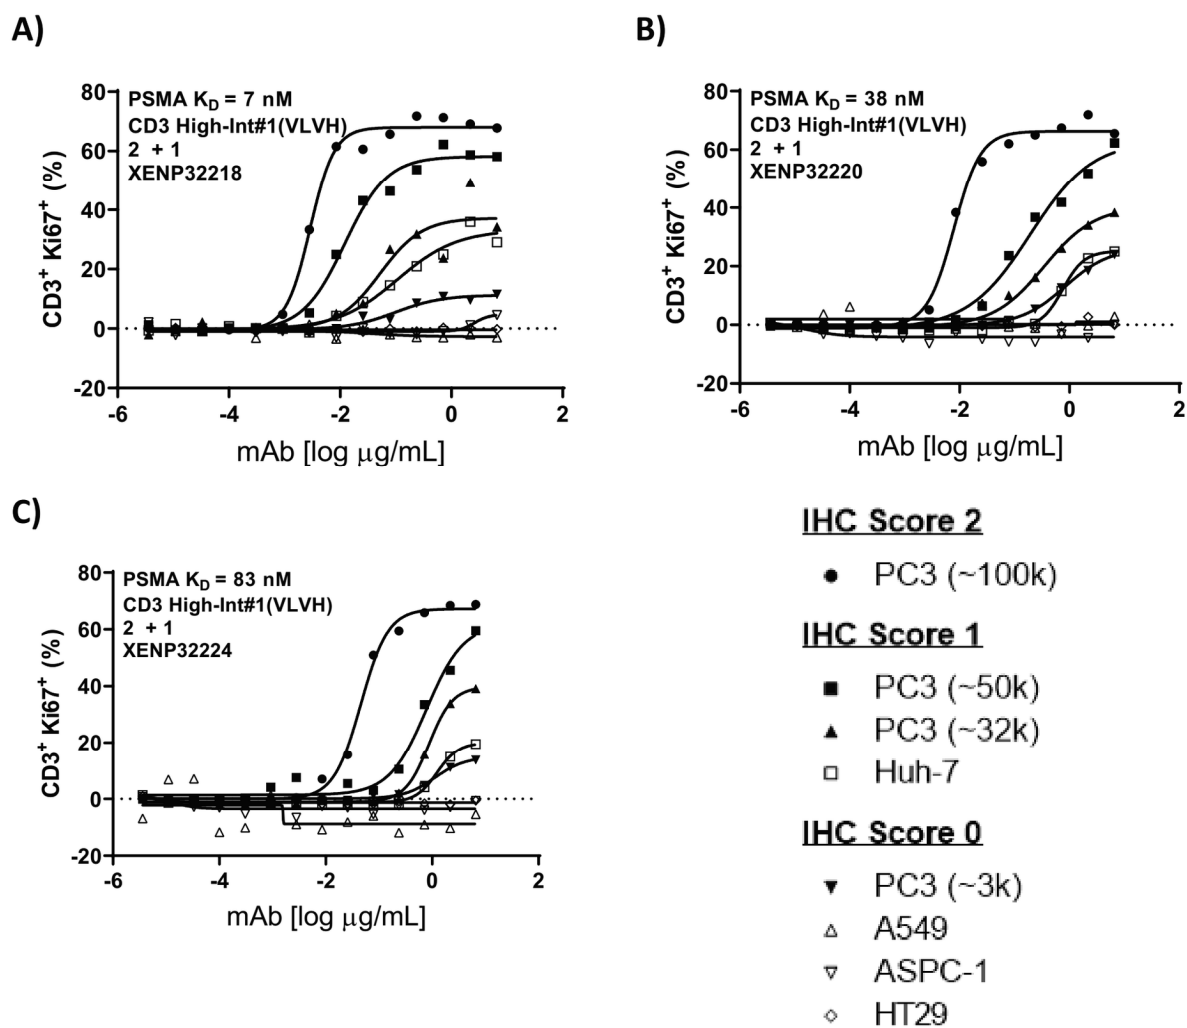 A)
80
60
40
20
0
-20
-6
-4
-2
0
2
CD3⁺ Ki67⁺ (%)
mAb [log μg/mL]
PSMA K_D = 7 nM
CD3 High-Int#1(VLVH)
2 + 1
XENP32218
B)
80
60
40
20
0
-20
-6
-4
-2
0
2
CD3⁺ Ki67⁺ (%)
mAb [log μg/mL]
PSMA K_D = 38 nM
CD3 High-Int#1(VLVH)
2 + 1
XENP32220
C)
80
60
40
20
0
-20
-6
-4
-2
0
2
CD3⁺ Ki67⁺ (%)
mAb [log μg/mL]
PSMA K_D = 83 nM
CD3 High-Int#1(VLVH)
2 + 1
XENP32224
IHC Score 2
PC3 (~100k)
IHC Score 1
PC3 (~50k)
PC3 (~32k)
Huh-7
IHC Score 0
PC3 (~3k)
A549
ASPC-1
HT29